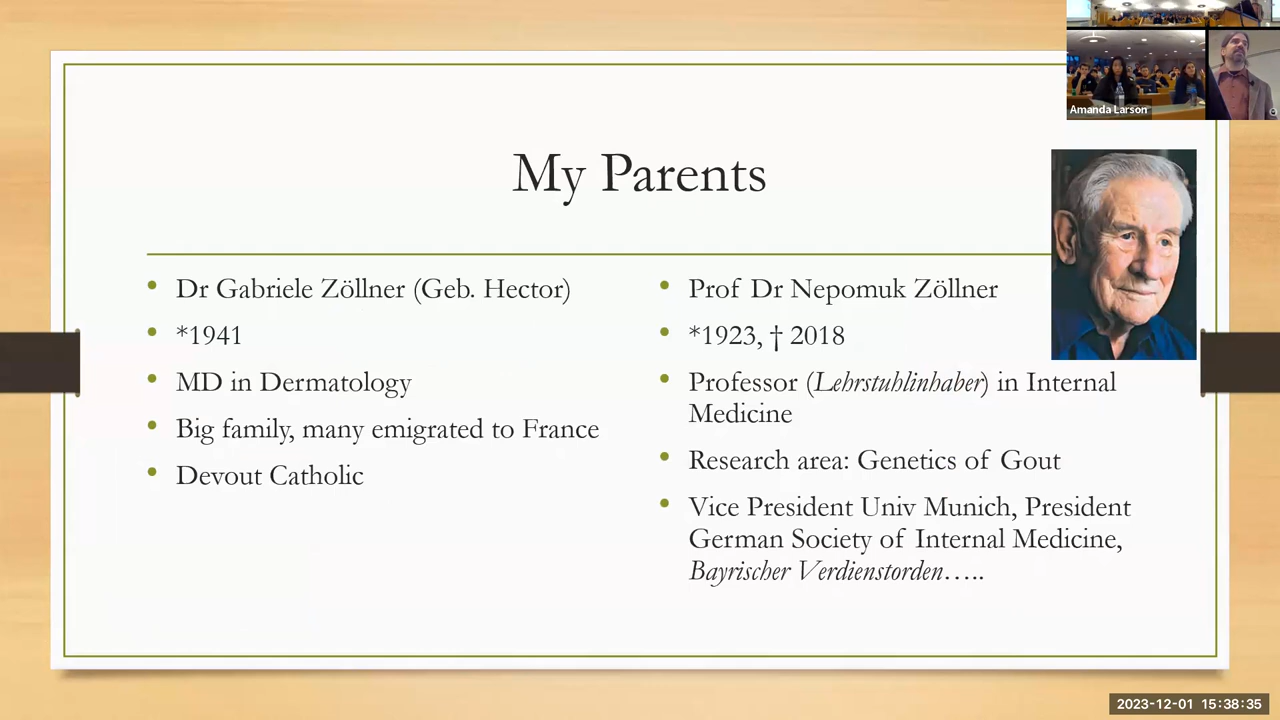 Amanda Larson
My Parents
Dr Gabriele Zöllner (Geb. Hector)
*1941
MD in Dermatology
Big family, many emigrated to France
Devout Catholic
Prof Dr Nepomuk Zöllner
*1923, † 2018
Professor (Lehrstuhlinhaber) in Internal
Medicine
Research area: Genetics of Gout
Vice President Univ Munich, President
German Society of Internal Medicine,
Bayrischer Verdienstorden…..
2023-12-01 15:38:35